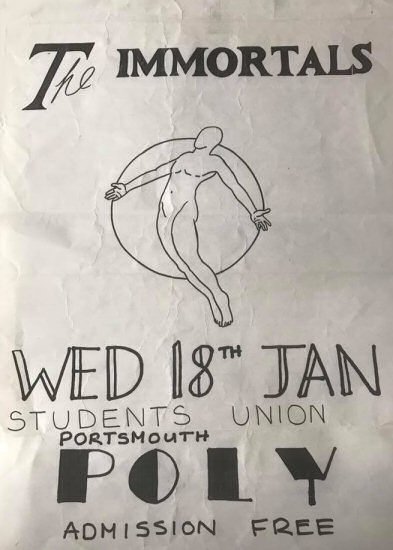 The IMMORTALS
WED 18TH JAN
STUDENTS UNION
PORTSMOUTH
POLY
ADMISSION FREE